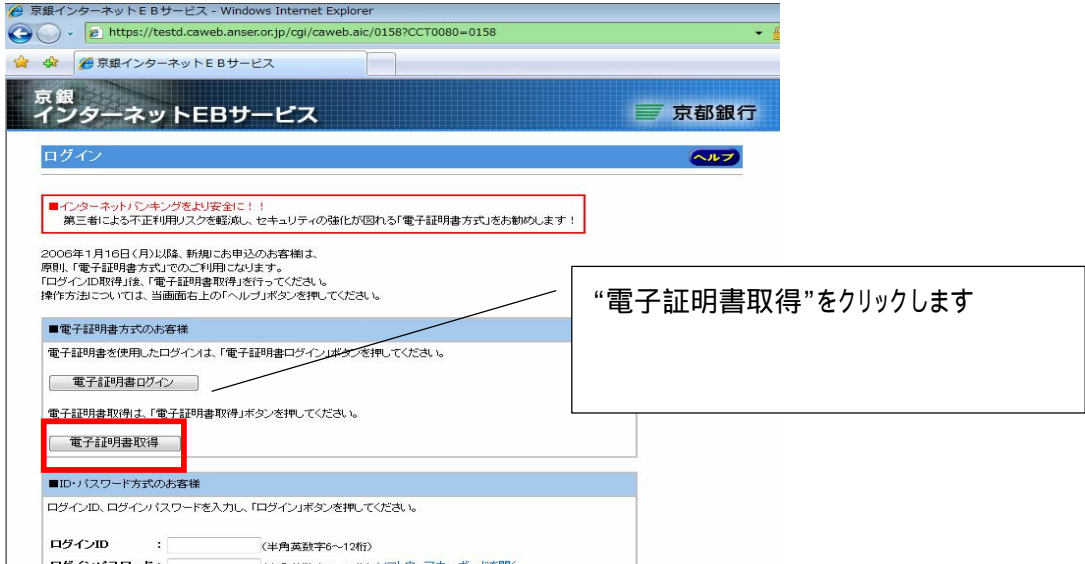 京銀インターネットEBサービス - Windows Internet Explorer
https://testd.caweb.anser.or.jp/cgi/caweb.aic/0158?CCT0080=0158
京銀インターネットEBサービス
京銀
インターネットEBサービス
京都銀行
ログイン
ヘルプ
■インターネットバンキングをより安全に！！
第三者による不正利用リスクを軽減し、セキュリティの強化が図れる「電子証明書方式」をお勧めします！
2006年1月16日(月)以降、新規にお申込のお客様は、
原則、「電子証明書方式」でのご利用になります。
「ログインID取得」後、「電子証明書取得」を行ってください。
操作方法については、当画面右上の「ヘルプ」ボタンを押してください。
“電子証明書取得”をクリックします
■電子証明書方式のお客様
電子証明書を使用したログインは、「電子証明書ログイン」ボタンを押してください。
電子証明書ログイン
電子証明書取得は、「電子証明書取得」ボタンを押してください。
電子証明書取得
■ID・パスワード方式のお客様
ログインID、ログインパスワードを入力し、「ログイン」ボタンを押してください。
ログインID : (半角英数字6～12桁)
ログインパスワード :